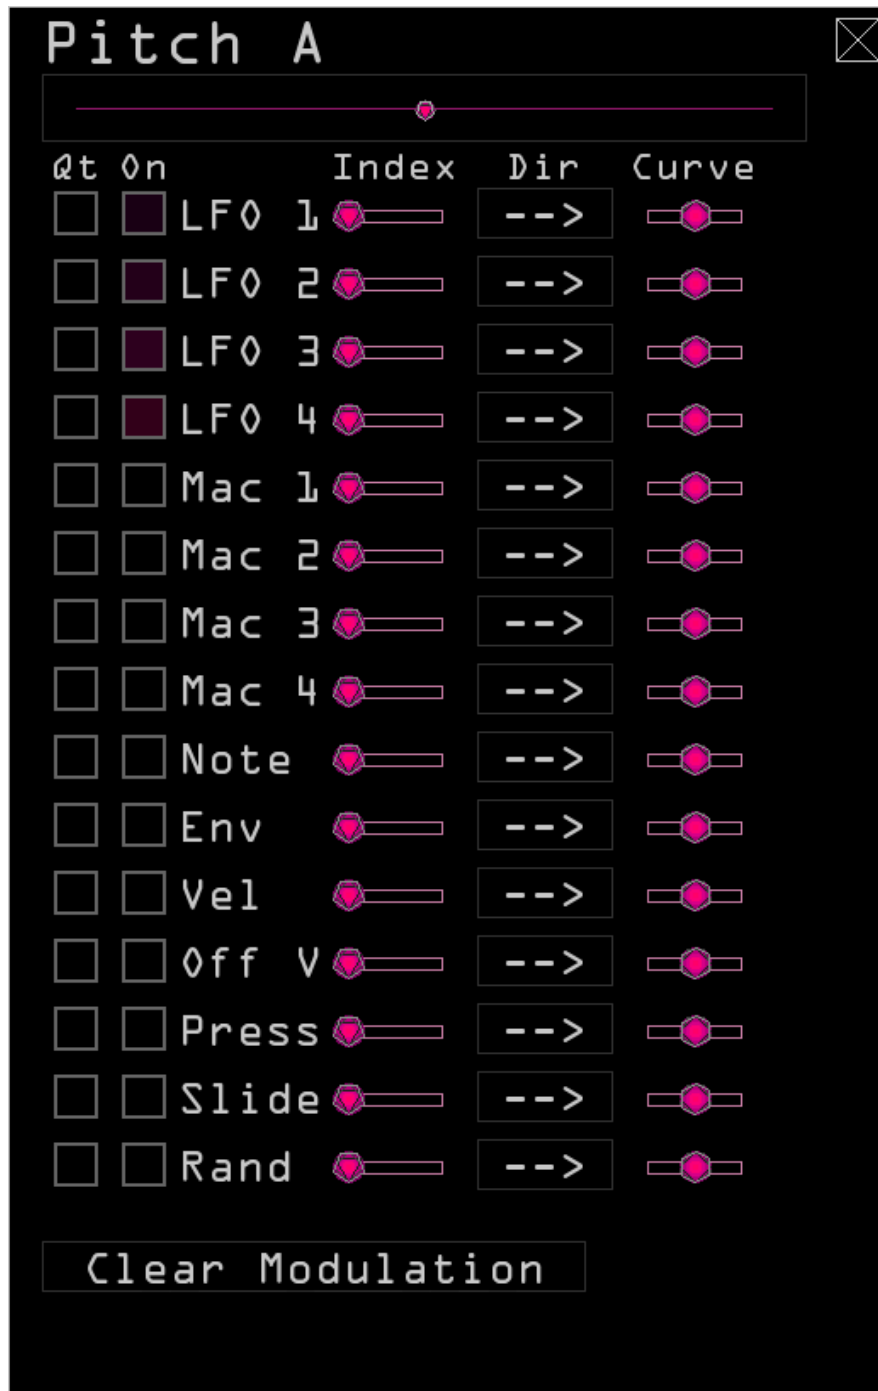 Pitch A
Qt On Index Dir Curve
LFO 1 -->
LFO 2 -->
LFO 3 -->
LFO 4 -->
Mac 1 -->
Mac 2 -->
Mac 3 -->
Mac 4 -->
Note -->
Env -->
Vel -->
Off V -->
Press -->
Slide -->
Rand -->
Clear Modulation